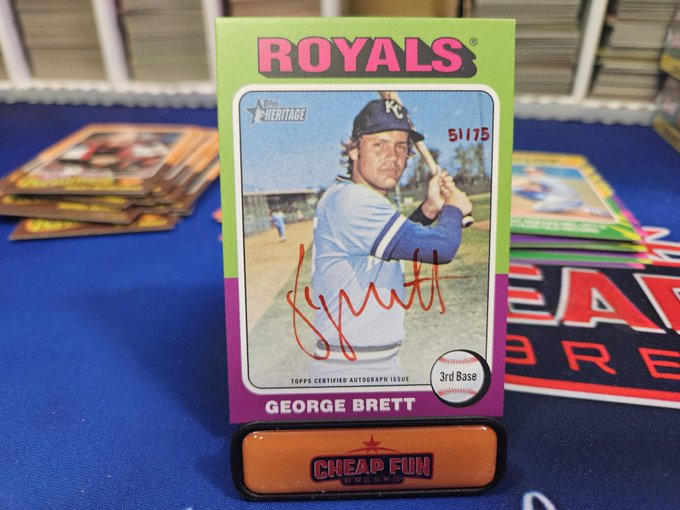 ROYALS®
Topps
HERITAGE
KC
51/75
TOPPS CERTIFIED AUTOGRAPH ISSUE
3rd Base
GEORGE BRETT
CHEAP FUN
BREAKS